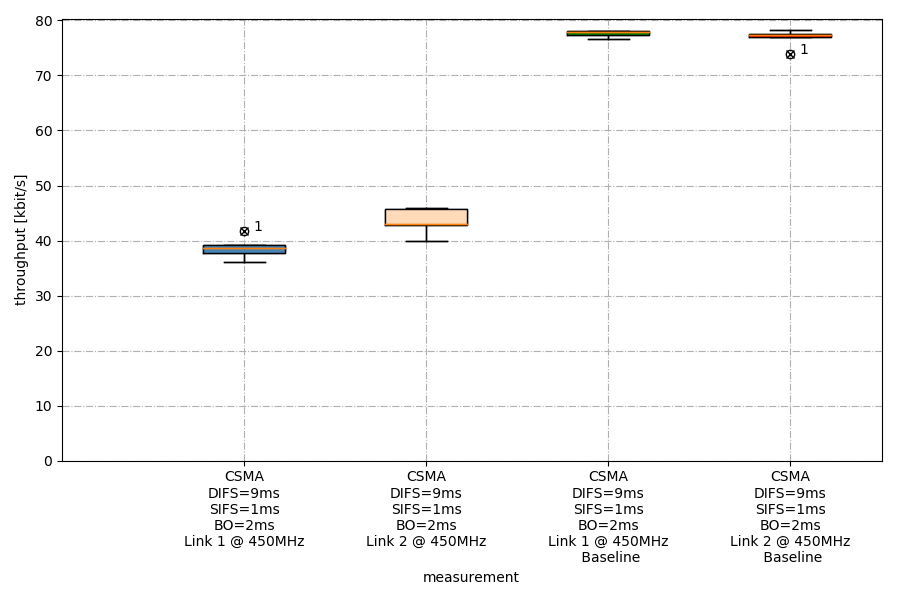 80
70
60
50
40
30
20
10
0
throughput [kbit/s]
1
1
CSMA
DIFS=9ms
SIFS=1ms
BO=2ms
Link 1 @ 450MHz
CSMA
DIFS=9ms
SIFS=1ms
BO=2ms
Link 2 @ 450MHz
CSMA
DIFS=9ms
SIFS=1ms
BO=2ms
Link 1 @ 450MHz
Baseline
CSMA
DIFS=9ms
SIFS=1ms
BO=2ms
Link 2 @ 450MHz
Baseline
measurement